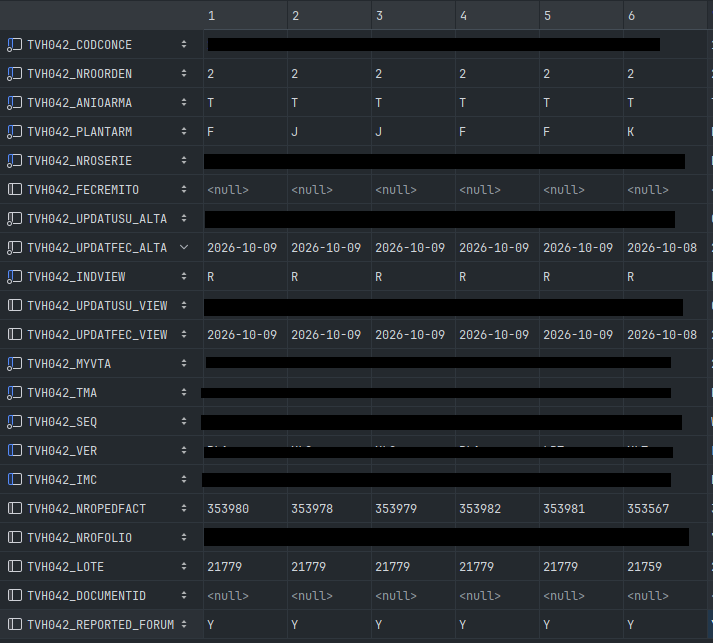 1 2 3 4 5 6
TVH042_CODCONCE
TVH042_NROORDEN 2 2 2 2 2 2
TVH042_ANIOARMA T T T T T T
TVH042_PLANTARM F J J F F K
TVH042_NROSERIE
TVH042_FECREMITO <null> <null> <null> <null> <null> <null>
TVH042_UPDATUSU_ALTA
TVH042_UPDATFEC_ALTA 2026-10-09 2026-10-09 2026-10-09 2026-10-09 2026-10-09 2026-10-08
TVH042_INDVIEW R R R R R R
TVH042_UPDATUSU_VIEW
TVH042_UPDATFEC_VIEW 2026-10-09 2026-10-09 2026-10-09 2026-10-09 2026-10-09 2026-10-08
TVH042_MYVTA
TVH042_TMA
TVH042_SEQ
TVH042_VER
TVH042_IMC
TVH042_NROPEDFACT 353980 353978 353979 353982 353981 353567
TVH042_NROFOLIO
TVH042_LOTE 21779 21779 21779 21779 21779 21759
TVH042_DOCUMENTID <null> <null> <null> <null> <null> <null>
TVH042_REPORTED_FORUM Y Y Y Y Y Y